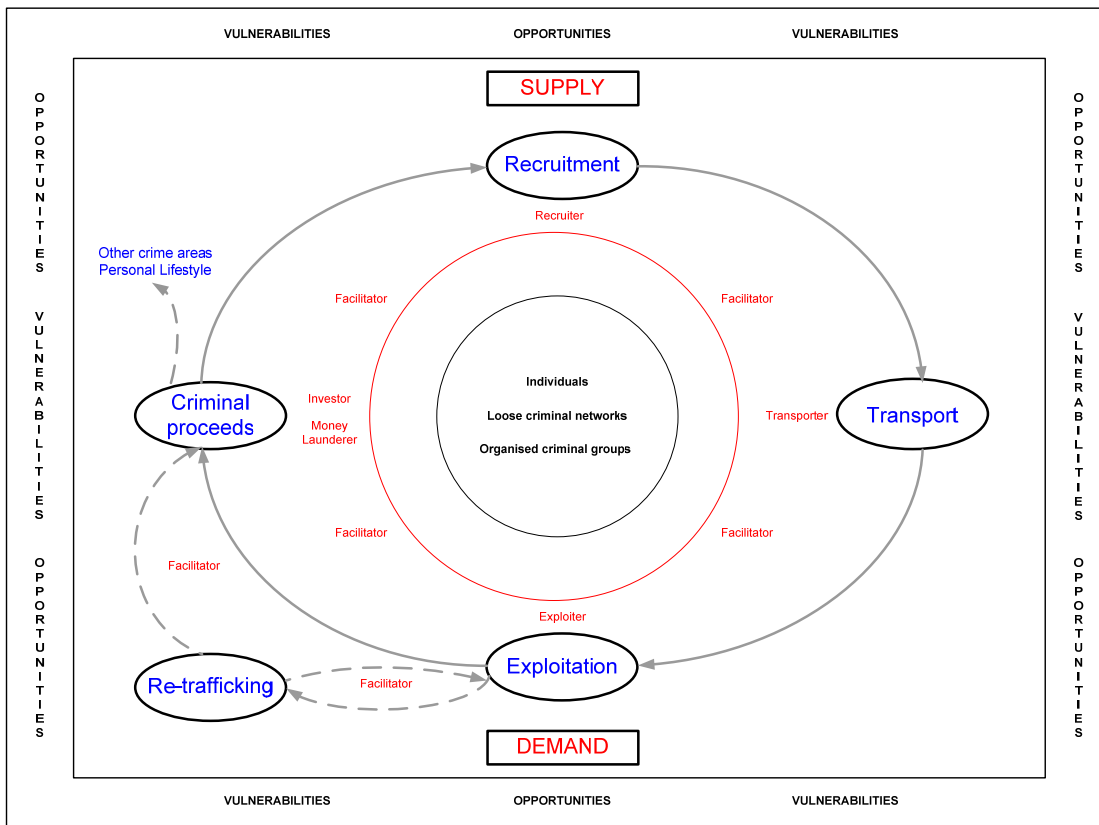 VULNERABILITIES
OPPORTUNITIES
VULNERABILITIES
OPPORTUNITIES
VULNERABILITIES
OPPORTUNITIES
SUPPLY
Recruitment
Recruiter
Other crime areas
Personal Lifestyle
Facilitator
Facilitator
Individuals
Loose criminal networks
Organised criminal groups
Criminal
proceeds
Investor
Money
Launderer
Transporter
Transport
Facilitator
Facilitator
Facilitator
Exploiter
Exploitation
Re-trafficking
Facilitator
DEMAND
OPPORTUNITIES
VULNERABILITIES
OPPORTUNITIES
VULNERABILITIES
OPPORTUNITIES
VULNERABILITIES